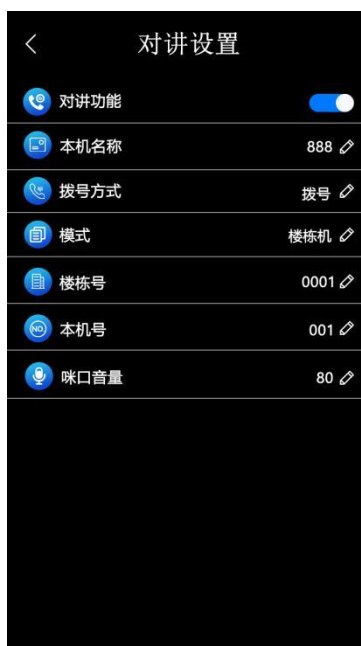 对讲设置
对讲功能
本机名称 888
拨号方式 拨号
模式 楼栋机
楼栋号 0001
NO 本机号 001
咪口音量 80